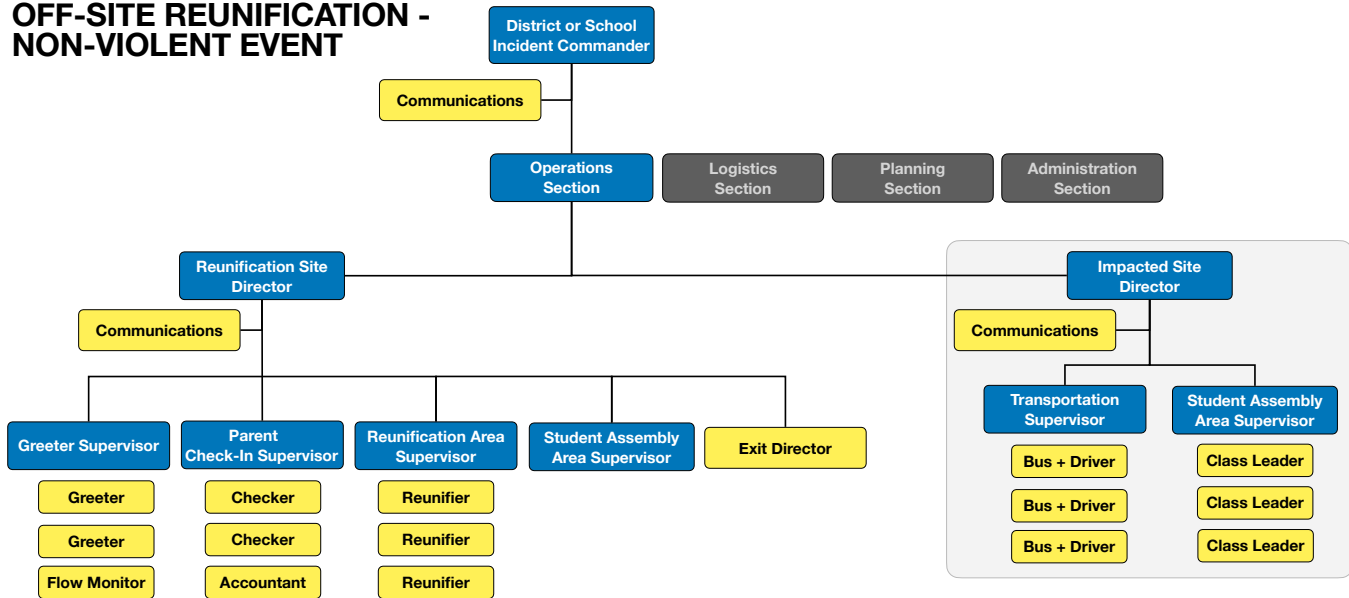 OFF-SITE REUNIFICATION -
NON-VIOLENT EVENT
District or School
Incident Commander
Communications
Operations
Section
Logistics
Section
Planning
Section
Administration
Section
Reunification Site
Director
Impacted Site
Director
Communications
Communications
Greeter Supervisor
Parent
Check-In Supervisor
Reunification Area
Supervisor
Student Assembly
Area Supervisor
Exit Director
Transportation
Supervisor
Student Assembly
Area Supervisor
Greeter
Greeter
Flow Monitor
Checker
Checker
Accountant
Reunifier
Reunifier
Reunifier
Bus + Driver
Bus + Driver
Bus + Driver
Class Leader
Class Leader
Class Leader